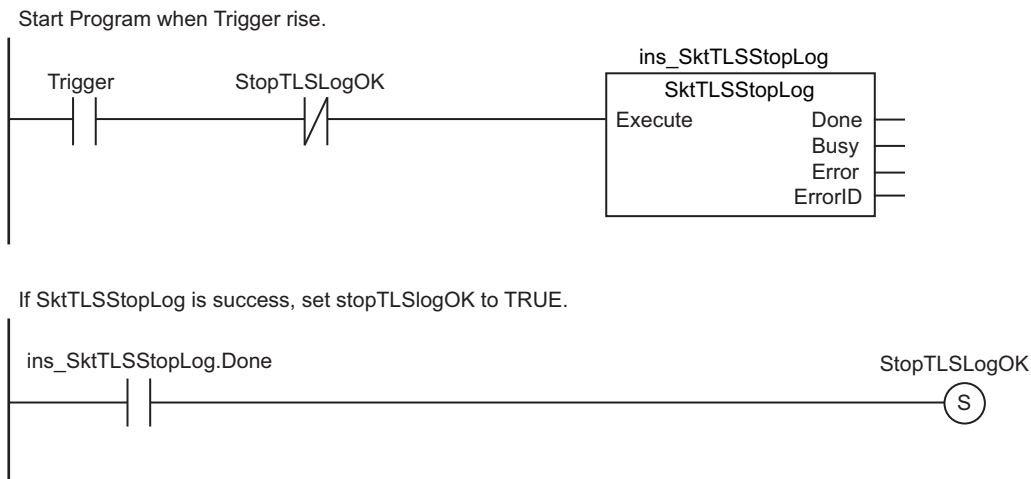 Start Program when Trigger rise.
ins_SktTLSStopLog
Trigger
StopTLSLogOK
SktTLSStopLog
Execute
Done
Busy
Error
ErrorID
If SktTLSStopLog is success, set stopTLSlogOK to TRUE.
ins_SktTLSStopLog.Done
StopTLSLogOK
S